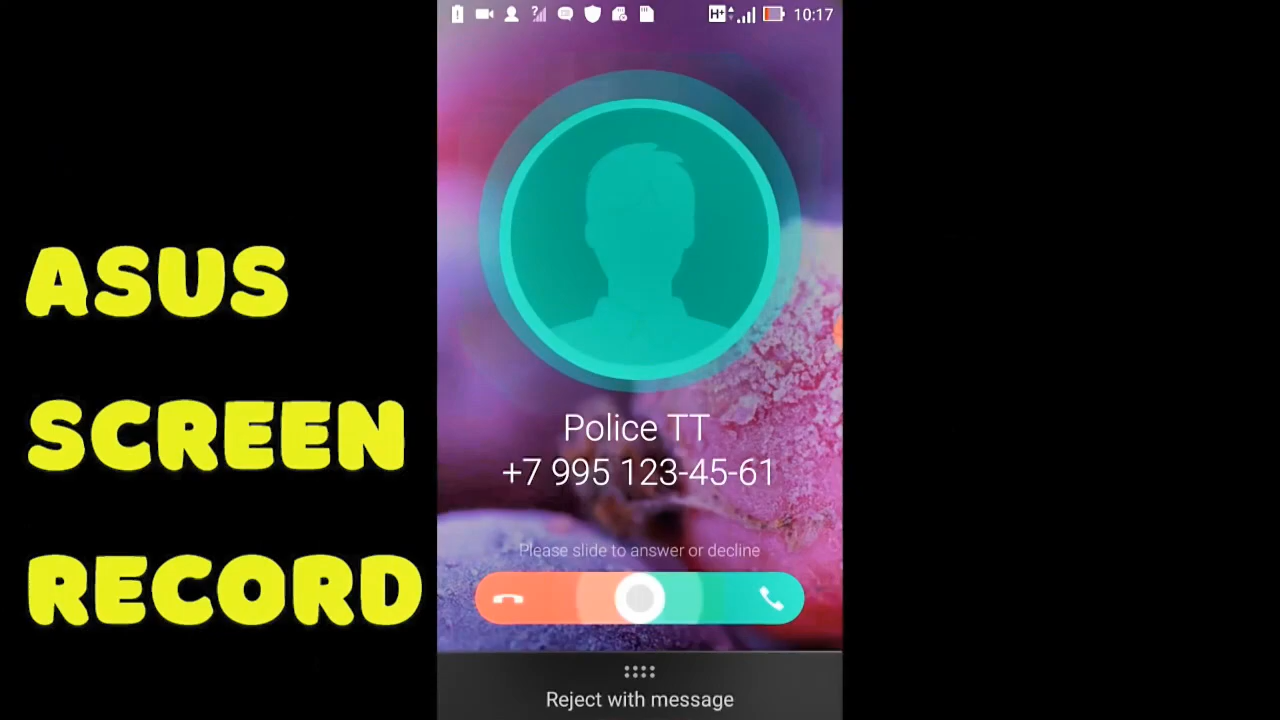 H+ 10:17
ASUS
SCREEN
RECORD
Police TT
+7 995 123-45-61
Please slide to answer or decline
Reject with message